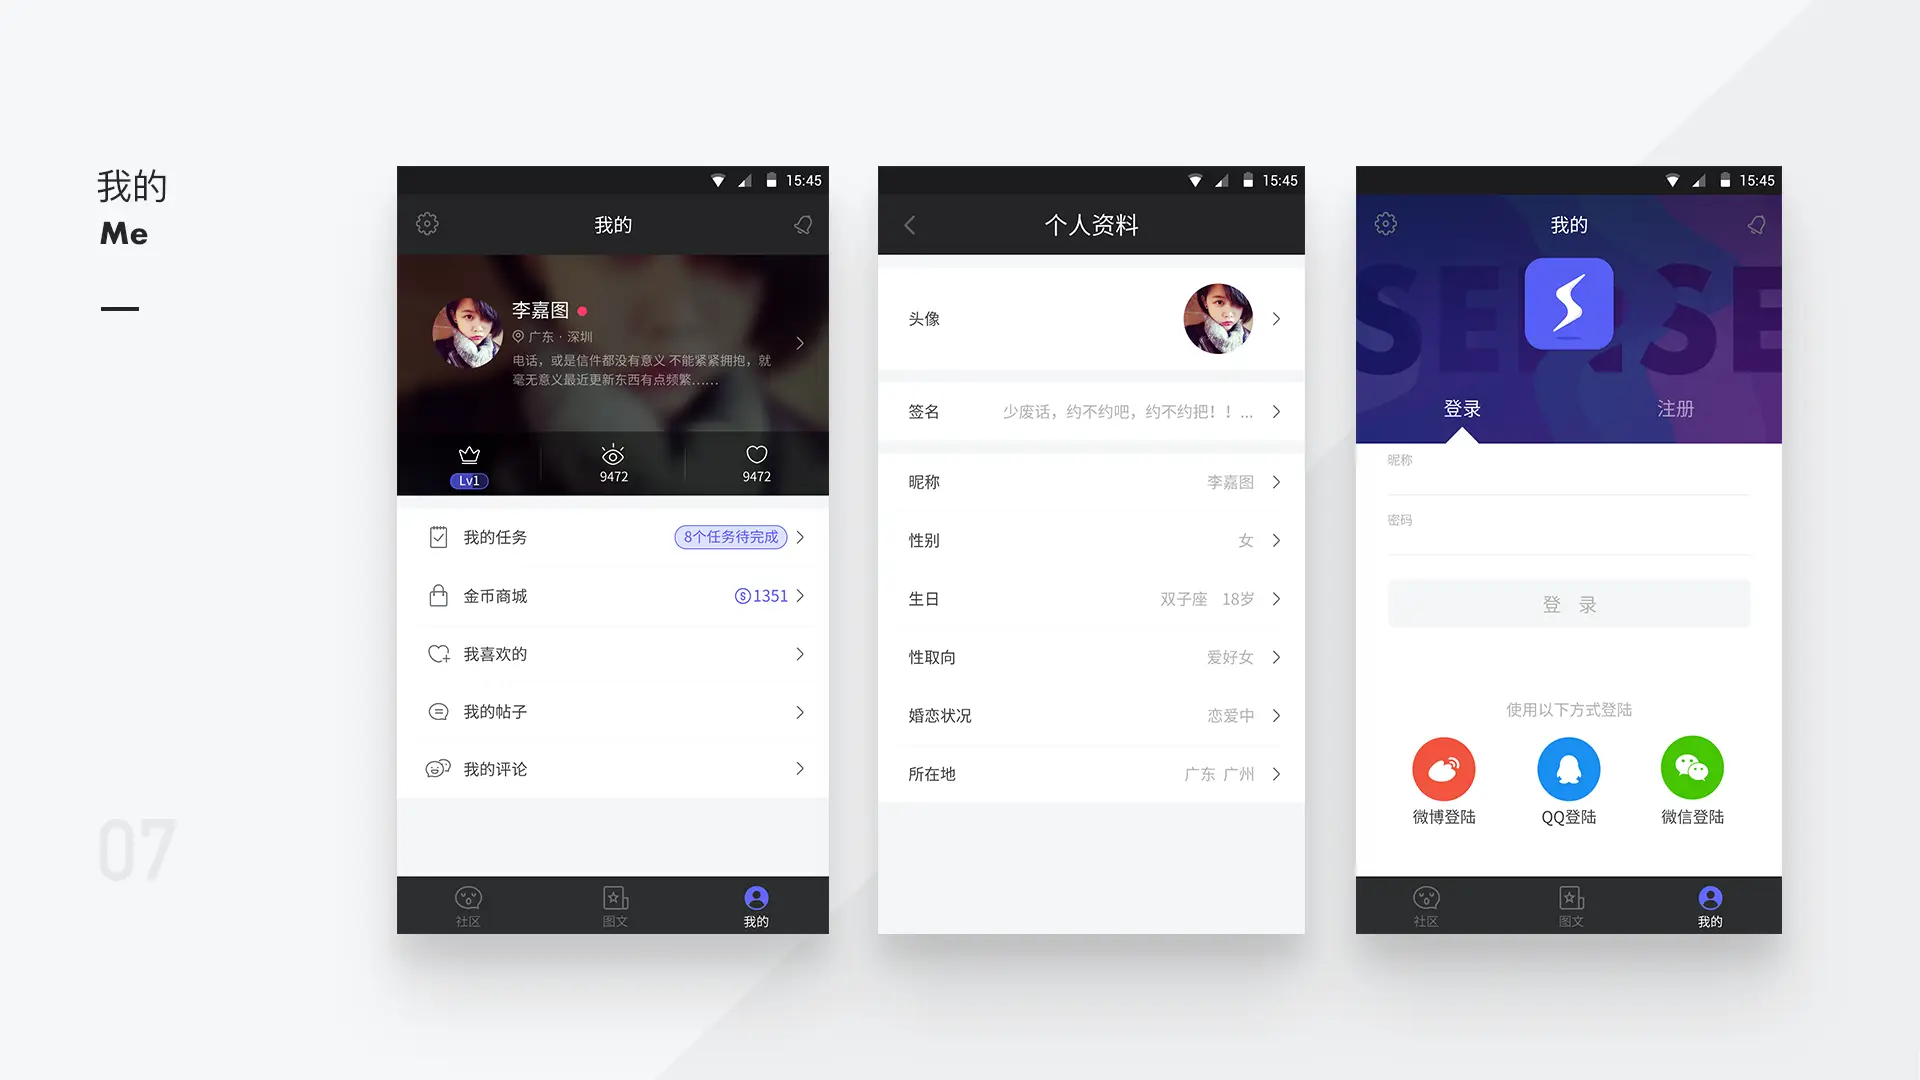 我的
Me
07
15:45
我的
李嘉图
广东 · 深圳
电话，或是信件都没有意义 不能紧紧拥抱，就
毫无意义最近更新东西有点频繁……
Lv1
9472
9472
我的任务
8个任务待完成
金币商城
1351
我喜欢的
我的帖子
我的评论
社区
图文
我的
15:45
个人资料
头像
签名
少废话，约不约吧，约不约把！！...
昵称
李嘉图
性别
女
生日
双子座 18岁
性取向
爱好女
婚恋状况
恋爱中
所在地
广东 广州
15:45
我的
SENSE
登录
注册
昵称
密码
登 录
使用以下方式登陆
微博登陆
QQ登陆
微信登陆
社区
图文
我的